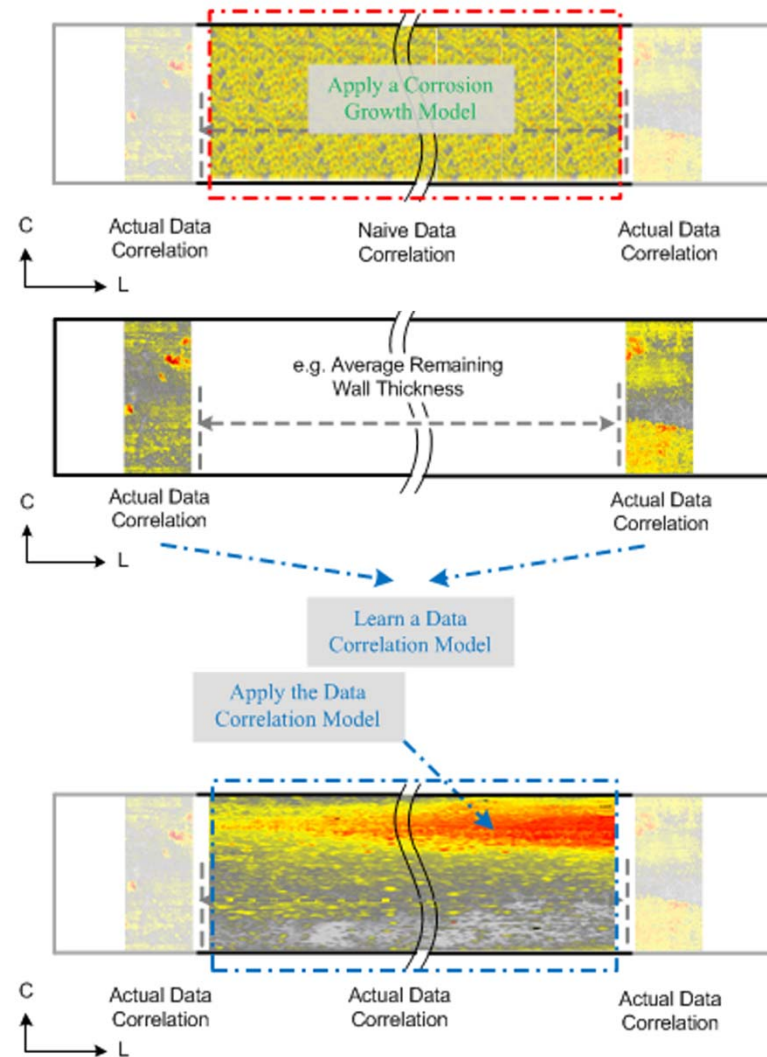 Apply a Corrosion
Growth Model
Actual Data
Correlation
Naive Data
Correlation
Actual Data
Correlation
C
L
e.g. Average Remaining
Wall Thickness
Actual Data
Correlation
Actual Data
Correlation
C
L
Learn a Data
Correlation Model
Apply the Data
Correlation Model
Actual Data
Correlation
Actual Data
Correlation
Actual Data
Correlation
C
L